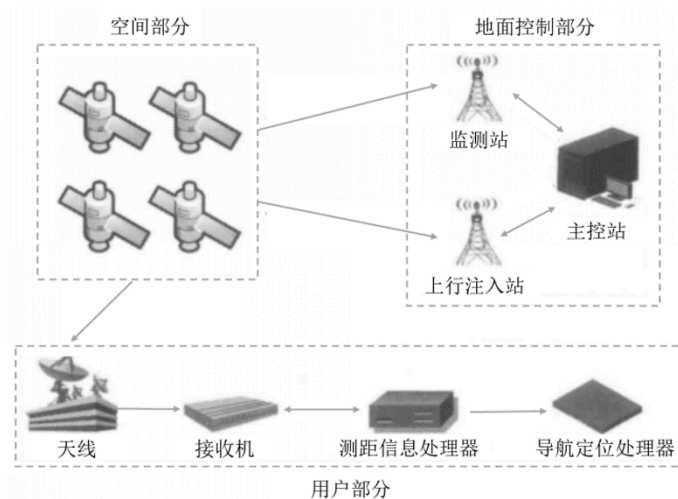 空间部分
地面控制部分
监测站
主控站
上行注入站
天线
接收机
测距信息处理器
导航定位处理器
用户部分